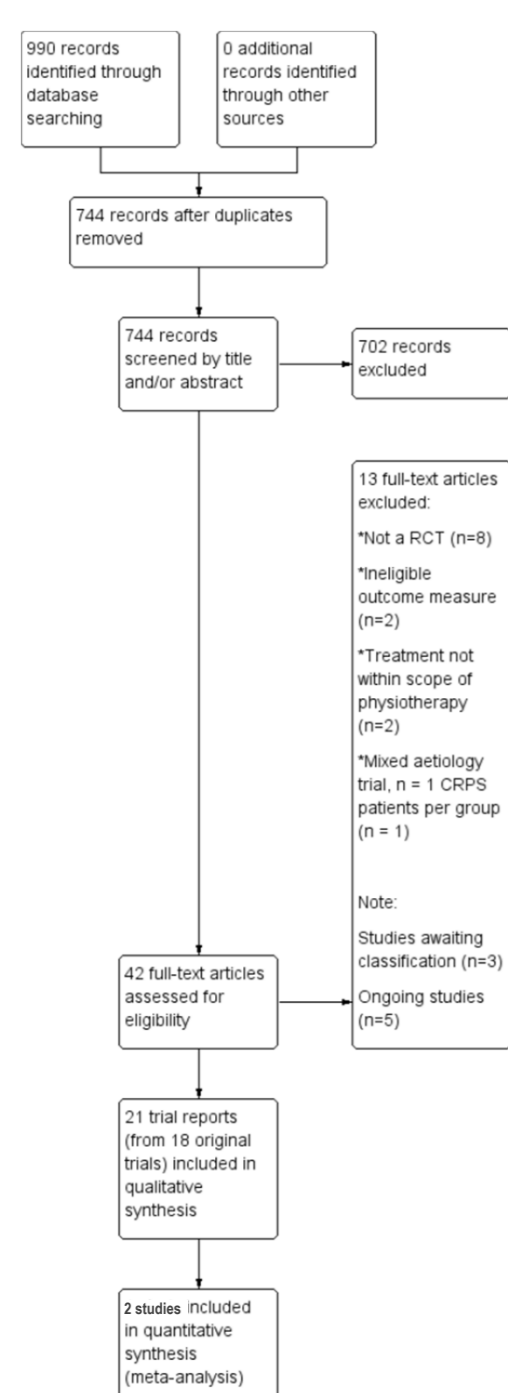 990 records
identified through
database
searching
0 additional
records identified
through other
sources
744 records after duplicates
removed
744 records
screened by title
and/or abstract
702 records
excluded
13 full-text articles
excluded:
*Not a RCT (n=8)
*Ineligible
outcome measure
(n=2)
*Treatment not
within scope of
physiotherapy
(n=2)
*Mixed aetiology
trial, n = 1 CRPS
patients per group
(n = 1)
Note:
Studies awaiting
classification (n=3)
Ongoing studies
(n=5)
42 full-text articles
assessed for
eligibility
21 trial reports
(from 18 original
trials) included in
qualitative
synthesis
2 studies included
in quantitative
synthesis
(meta-analysis)